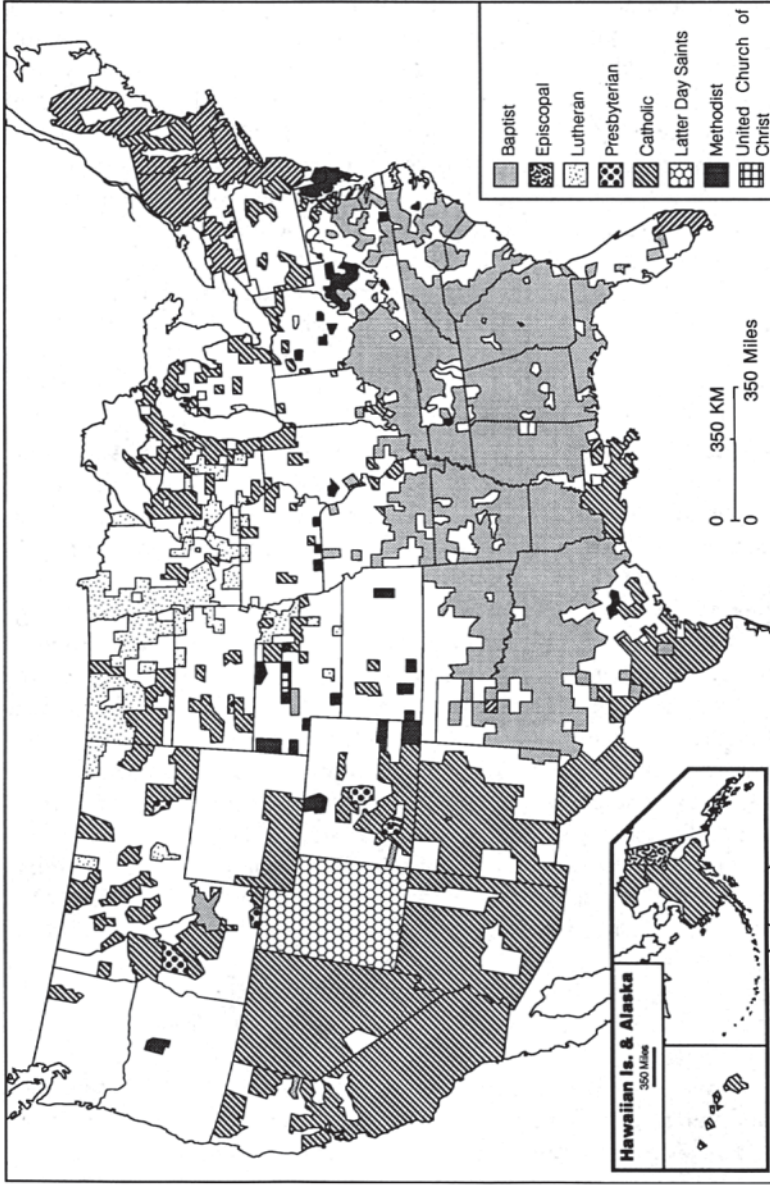 Baptist
Episcopal
Lutheran
Presbyterian
Catholic
Latter Day Saints
Methodist
United Church of
Christ
0 350 KM
0 350 Miles
Hawaiian Is. & Alaska
350 Miles